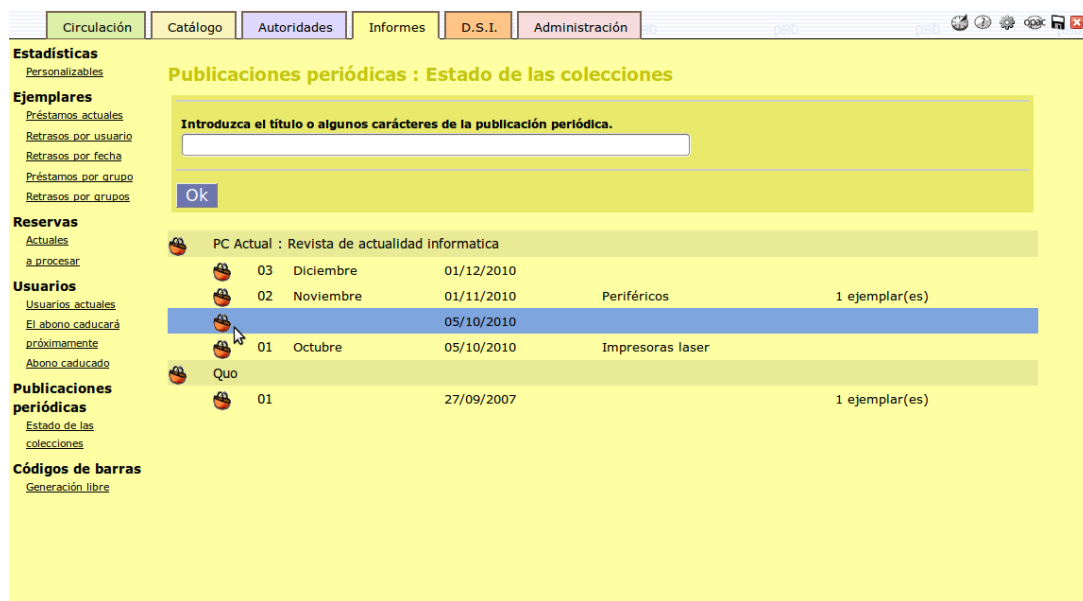 Circulación Catálogo Autoridades Informes D.S.I. Administración opac
Estadísticas
Personalizables
Ejemplares
Préstamos actuales
Retrasos por usuario
Retrasos por fecha
Préstamos por grupo
Retrasos por grupos
Reservas
Actuales
a procesar
Usuarios
Usuarios actuales
El abono caducará
próximamente
Abono caducado
Publicaciones
periódicas
Estado de las
colecciones
Códigos de barras
Generación libre
Publicaciones periódicas : Estado de las colecciones
Introduzca el título o algunos carácteres de la publicación periódica.
Ok
PC Actual : Revista de actualidad informatica
03 Diciembre 01/12/2010
02 Noviembre 01/11/2010 Periféricos 1 ejemplar(es)
05/10/2010
01 Octubre 05/10/2010 Impresoras laser
Quo
01 27/09/2007 1 ejemplar(es)